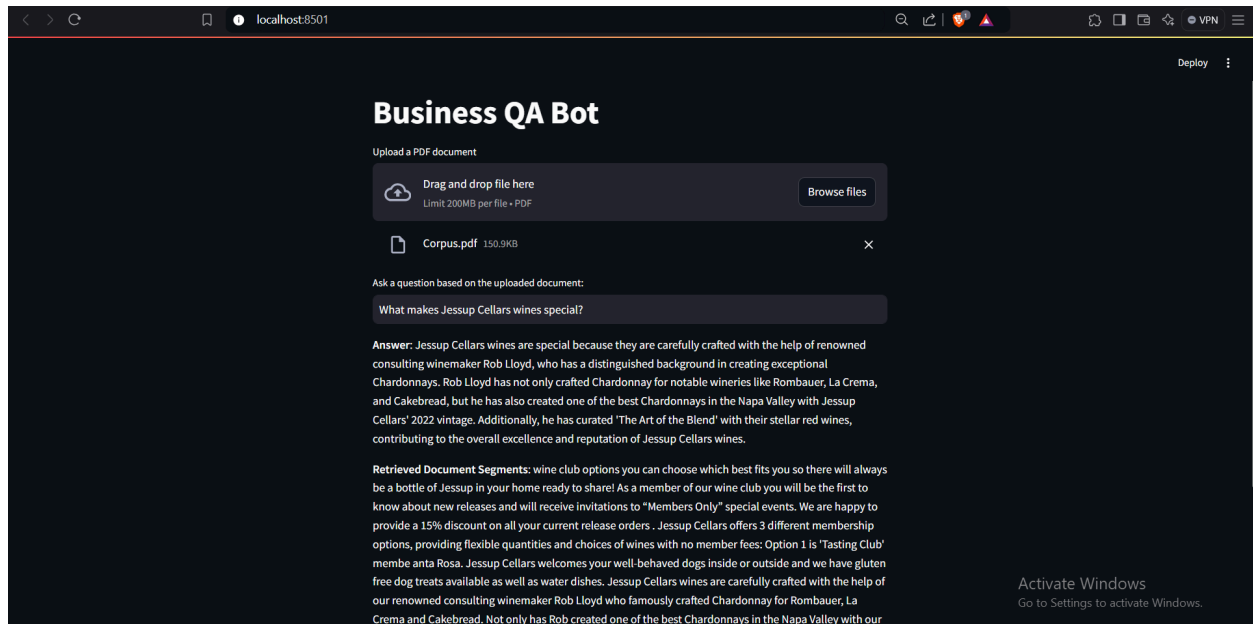 localhost:8501
VPN
Deploy
Business QA Bot
Upload a PDF document
Drag and drop file here
Limit 200MB per file • PDF
Browse files
Corpus.pdf 150.9KB
Ask a question based on the uploaded document:
What makes Jessup Cellars wines special?
Answer: Jessup Cellars wines are special because they are carefully crafted with the help of renowned
consulting winemaker Rob Lloyd, who has a distinguished background in creating exceptional
Chardonnays. Rob Lloyd has not only crafted Chardonnay for notable wineries like Rombauer, La Crema,
and Cakebread, but he has also created one of the best Chardonnays in the Napa Valley with Jessup
Cellars' 2022 vintage. Additionally, he has curated 'The Art of the Blend' with their stellar red wines,
contributing to the overall excellence and reputation of Jessup Cellars wines.
Retrieved Document Segments: wine club options you can choose which best fits you so there will always
be a bottle of Jessup in your home ready to share! As a member of our wine club you will be the first to
know about new releases and will receive invitations to “Members Only” special events. We are happy to
provide a 15% discount on all your current release orders . Jessup Cellars offers 3 different membership
options, providing flexible quantities and choices of wines with no member fees: Option 1 is 'Tasting Club'
membe anta Rosa. Jessup Cellars welcomes your well-behaved dogs inside or outside and we have gluten
free dog treats available as well as water dishes. Jessup Cellars wines are carefully crafted with the help of
our renowned consulting winemaker Rob Lloyd who famously crafted Chardonnay for Rombauer, La
Crema and Cakebread. Not only has Rob created one of the best Chardonnays in the Napa Valley with our
Activate Windows
Go to Settings to activate Windows.